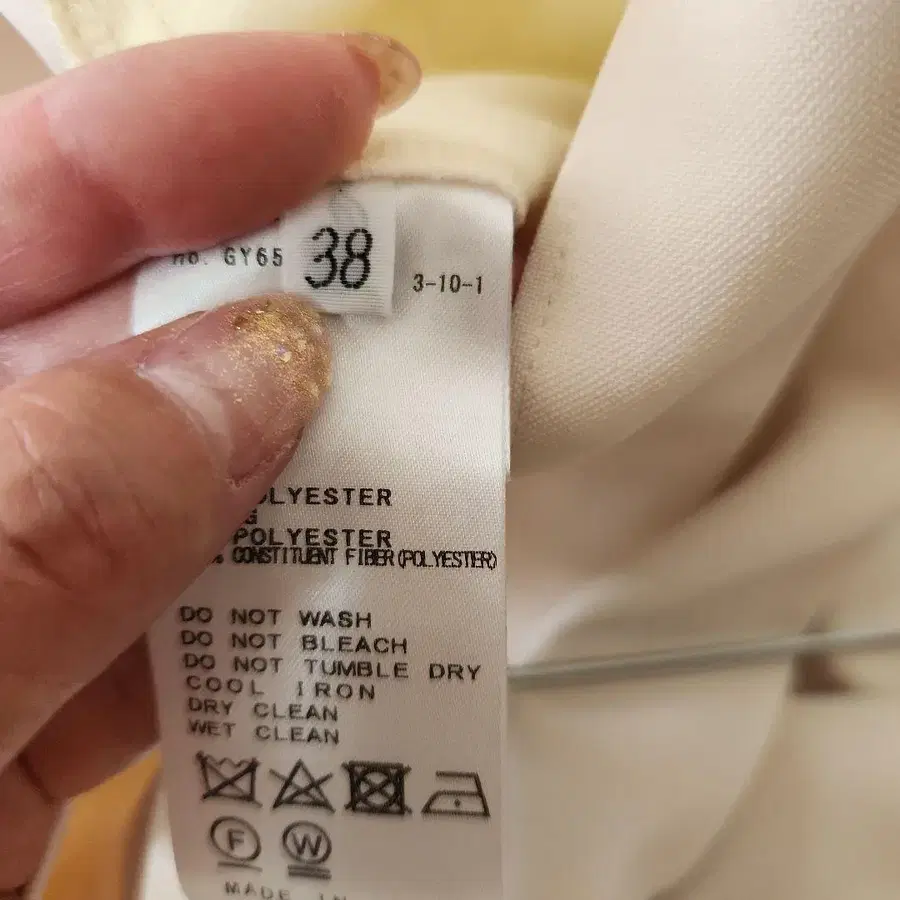 no. GY65 38 3-10-1
POLYESTER
POLYESTER
CONSTITUENT FIBER(POLYESTER)
DO NOT WASH
DO NOT BLEACH
DO NOT TUMBLE DRY
COOL IRON
DRY CLEAN
WET CLEAN
F W
MADE IN